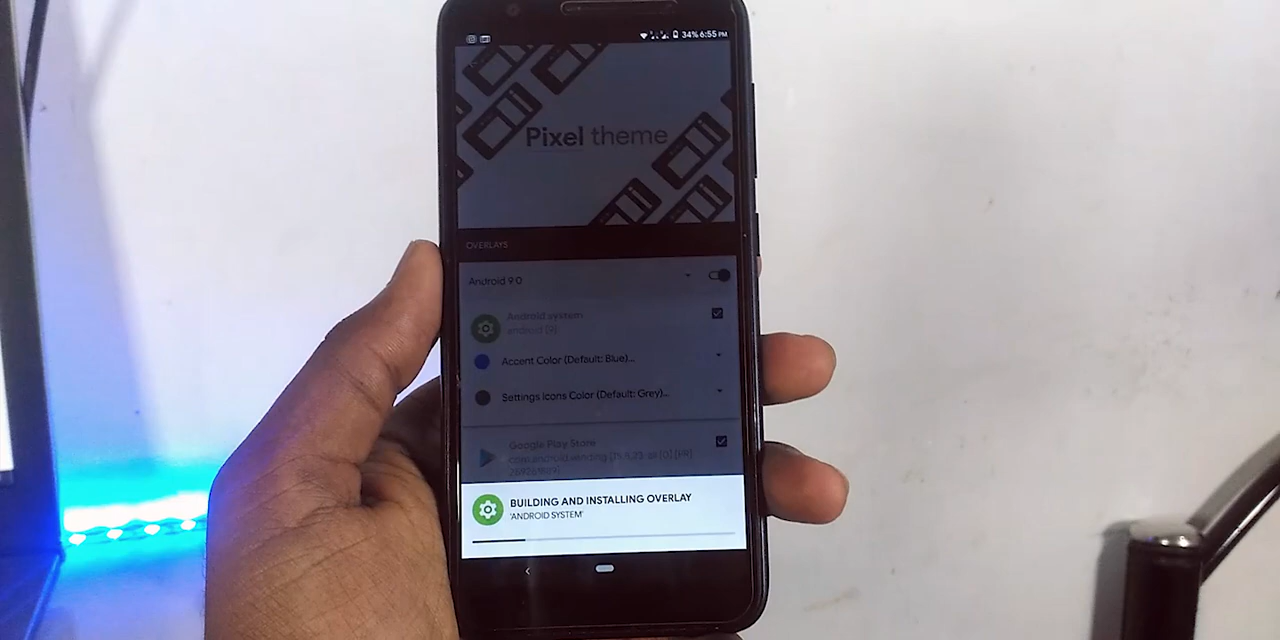 34% 6:55 PM
Pixel theme
OVERLAYS
Android 9.0
Android system
android [9]
Accent Color (Default: Blue)...
Settings icons Color (Default: Grey)...
Google Play Store
BUILDING AND INSTALLING OVERLAY
'ANDROID SYSTEM'